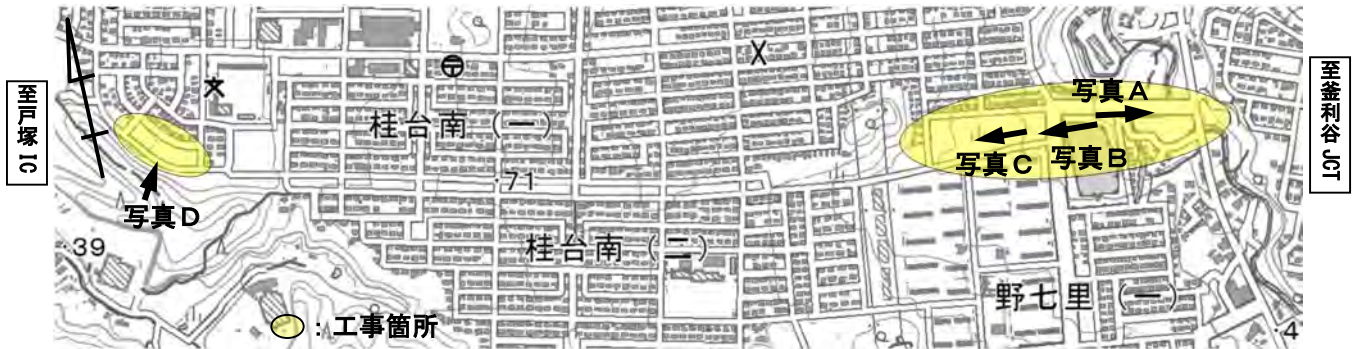 至戸塚IC
至釜利谷JCT
桂台南(一)
写真A
写真C
写真B
・71
写真D
・39
桂台南(二)
野七里(一)
:工事箇所
・4